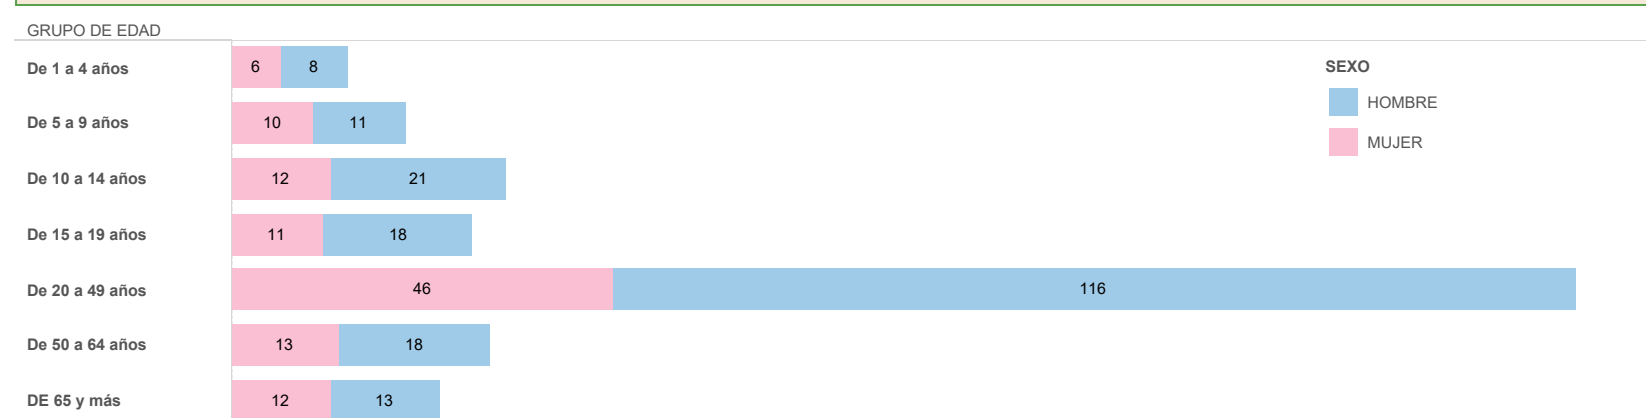 GRUPO DE EDAD
De 1 a 4 años 6 8
SEXO
HOMBRE
MUJER
De 5 a 9 años 10 11
De 10 a 14 años 12 21
De 15 a 19 años 11 18
De 20 a 49 años 46 116
De 50 a 64 años 13 18
DE 65 y más 12 13